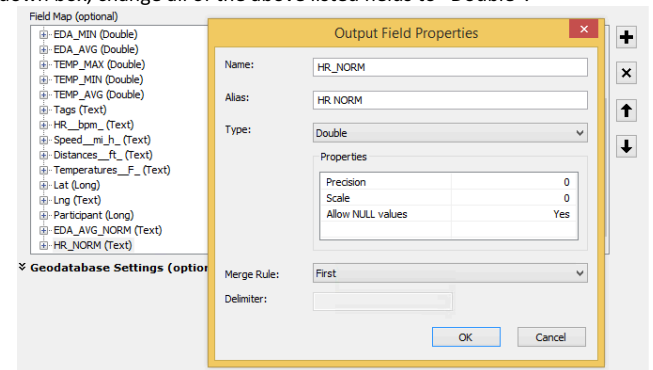 down box, change all of the above listed fields to "Double".
Field Map (optional)
EDA_MIN (Double)
EDA_AVG (Double)
TEMP_MAX (Double)
TEMP_MIN (Double)
TEMP_AVG (Double)
Tags (Text)
HR__bpm_ (Text)
Speed__mi_h_ (Text)
Distances__ft_ (Text)
Temperatures__F_ (Text)
Lat (Long)
Lng (Text)
Participant (Long)
EDA_AVG_NORM (Text)
HR_NORM (Text)
Geodatabase Settings (option
Output Field Properties
Name:
HR_NORM
Alias:
HR NORM
Type:
Double
Properties
Precision 0
Scale 0
Allow NULL values Yes
Merge Rule:
First
Delimiter:
OK
Cancel